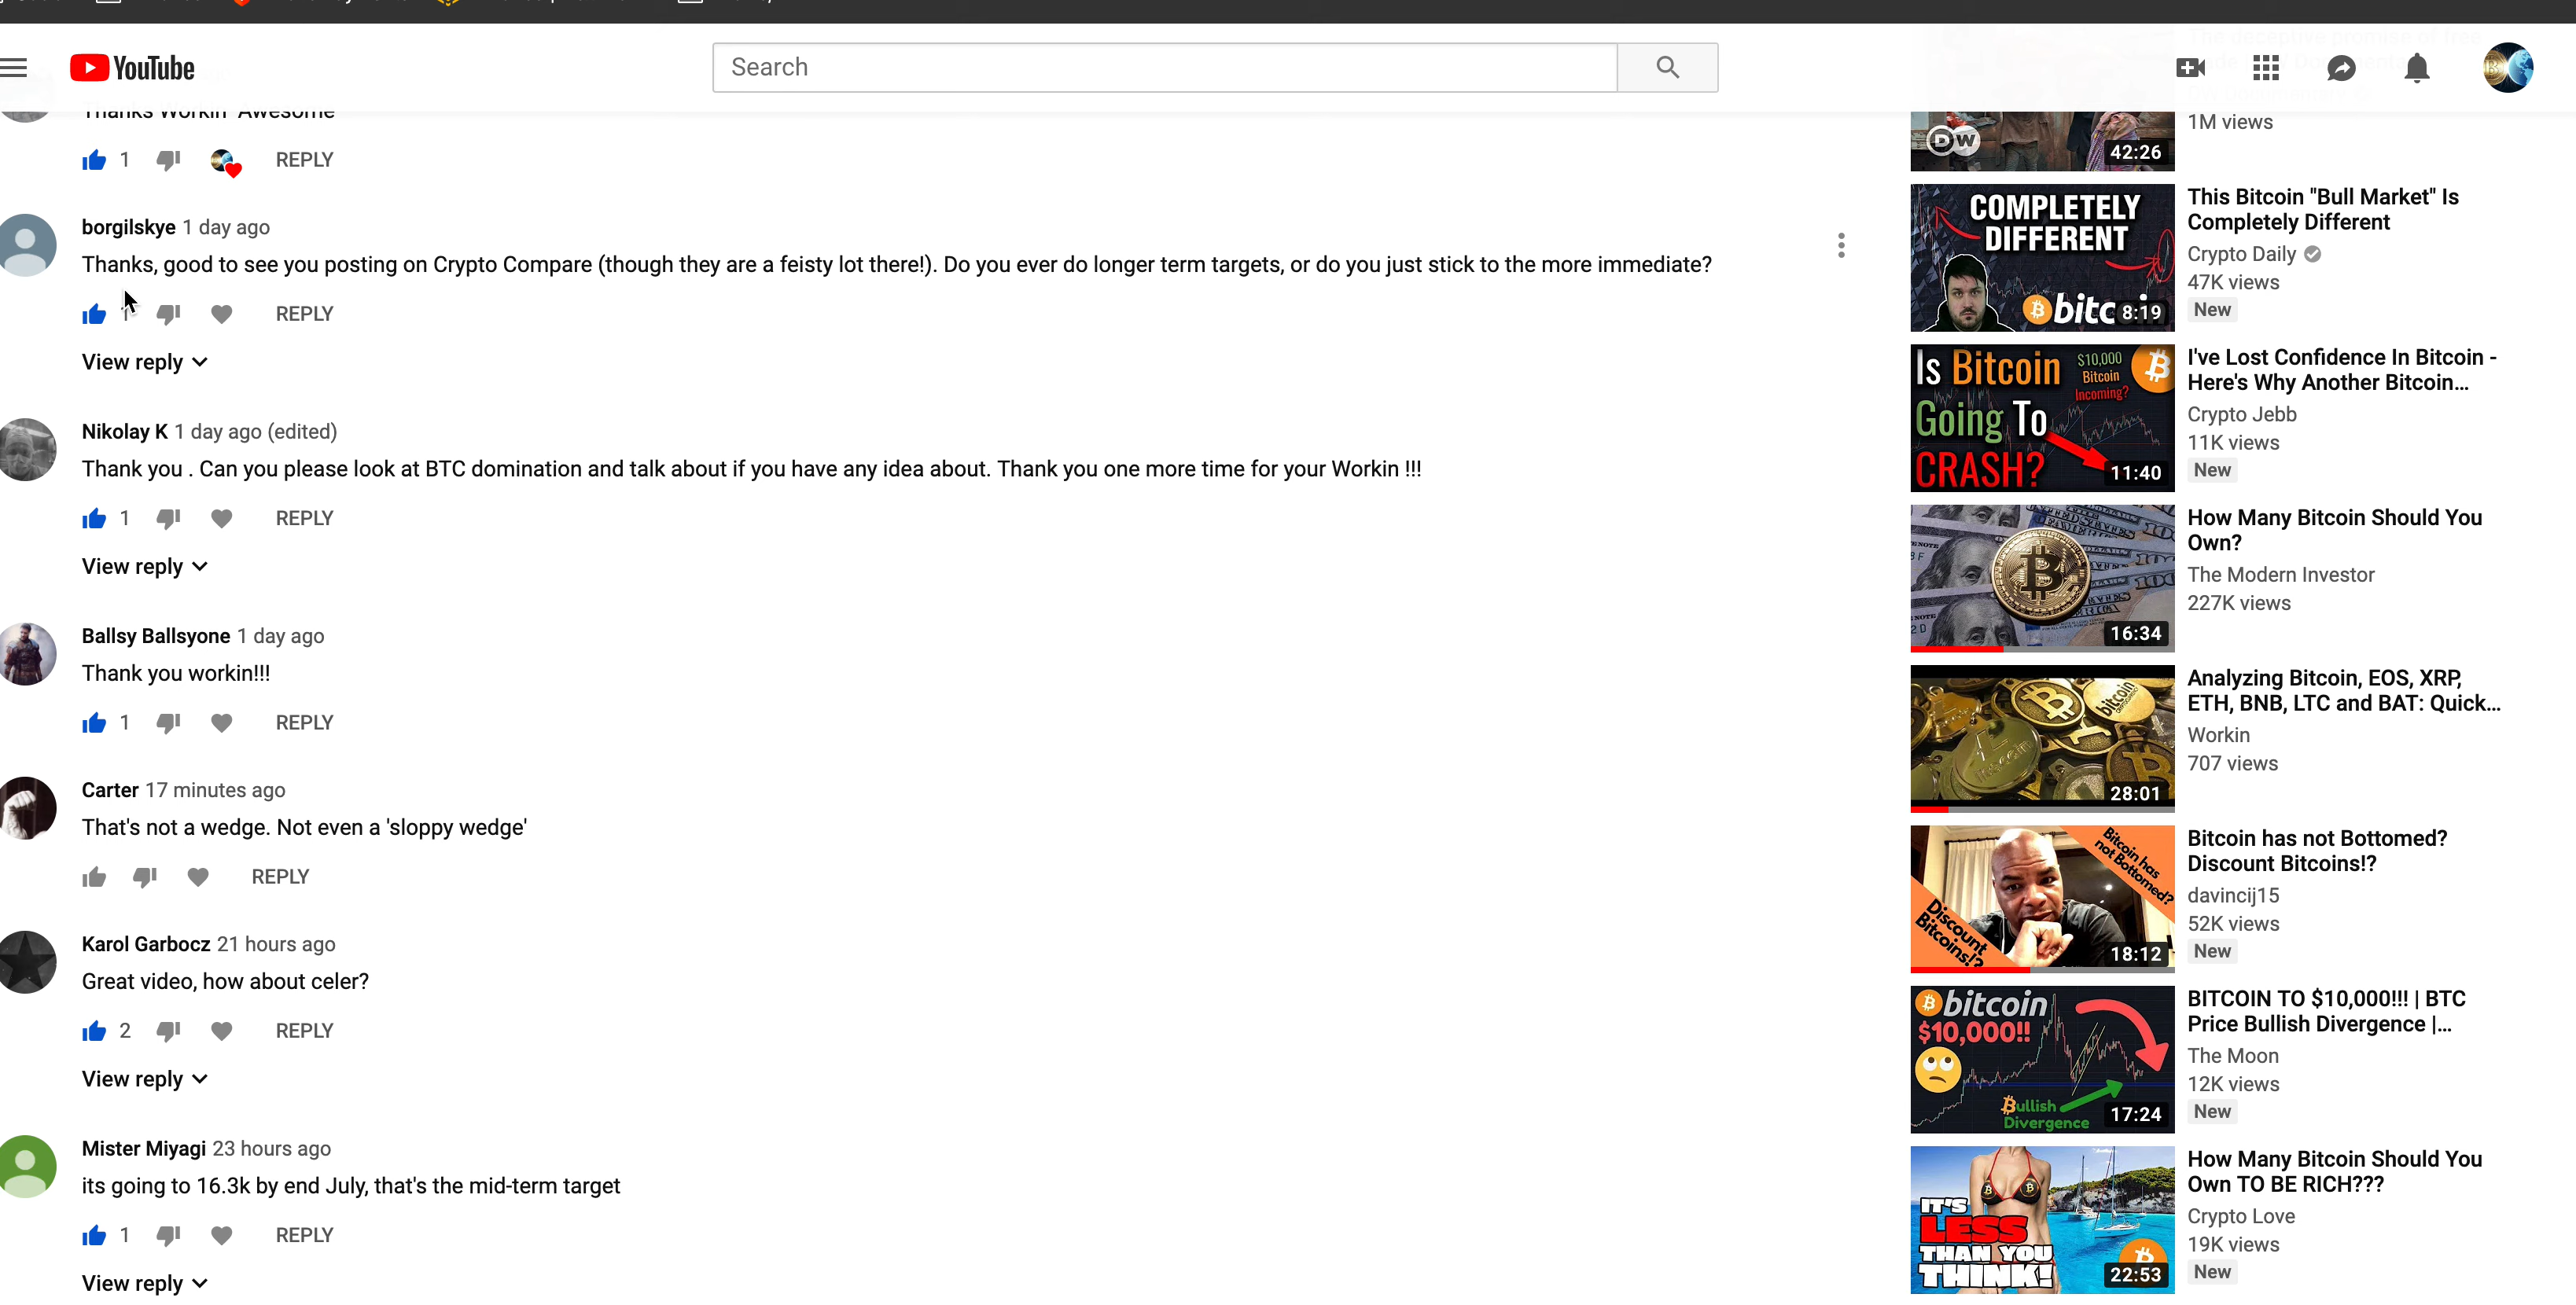 YouTube
Search
Thanks Workin Awesome
1 REPLY
borgilskye 1 day ago
Thanks, good to see you posting on Crypto Compare (though they are a feisty lot there!). Do you ever do longer term targets, or do you just stick to the more immediate?
1 REPLY
View reply
Nikolay K 1 day ago (edited)
Thank you . Can you please look at BTC domination and talk about if you have any idea about. Thank you one more time for your Workin !!!
1 REPLY
View reply
Ballsy Ballsyone 1 day ago
Thank you workin!!!
1 REPLY
Carter 17 minutes ago
That's not a wedge. Not even a 'sloppy wedge'
REPLY
Karol Garbocz 21 hours ago
Great video, how about celer?
2 REPLY
View reply
Mister Miyagi 23 hours ago
its going to 16.3k by end July, that's the mid-term target
1 REPLY
View reply
The deceptive promise of free
1M views
DW
42:26
COMPLETELY
DIFFERENT
8:19
This Bitcoin "Bull Market" Is
Completely Different
Crypto Daily
47K views
New
Is Bitcoin
Going To
CRASH?
$10,000
Bitcoin
Incoming?
11:40
I've Lost Confidence In Bitcoin -
Here's Why Another Bitcoin...
Crypto Jebb
11K views
New
16:34
How Many Bitcoin Should You
Own?
The Modern Investor
227K views
bitcoin
28:01
Analyzing Bitcoin, EOS, XRP,
ETH, BNB, LTC and BAT: Quick...
Workin
707 views
Bitcoin has
not Bottomed?
Discount
Bitcoins!?
18:12
Bitcoin has not Bottomed?
Discount Bitcoins!?
davincij15
52K views
New
bitcoin
$10,000!!
Bullish
Divergence
17:24
BITCOIN TO $10,000!!! | BTC
Price Bullish Divergence |...
The Moon
12K views
New
IT'S
LESS
THAN YOU
THINK!
22:53
How Many Bitcoin Should You
Own TO BE RICH???
Crypto Love
19K views
New